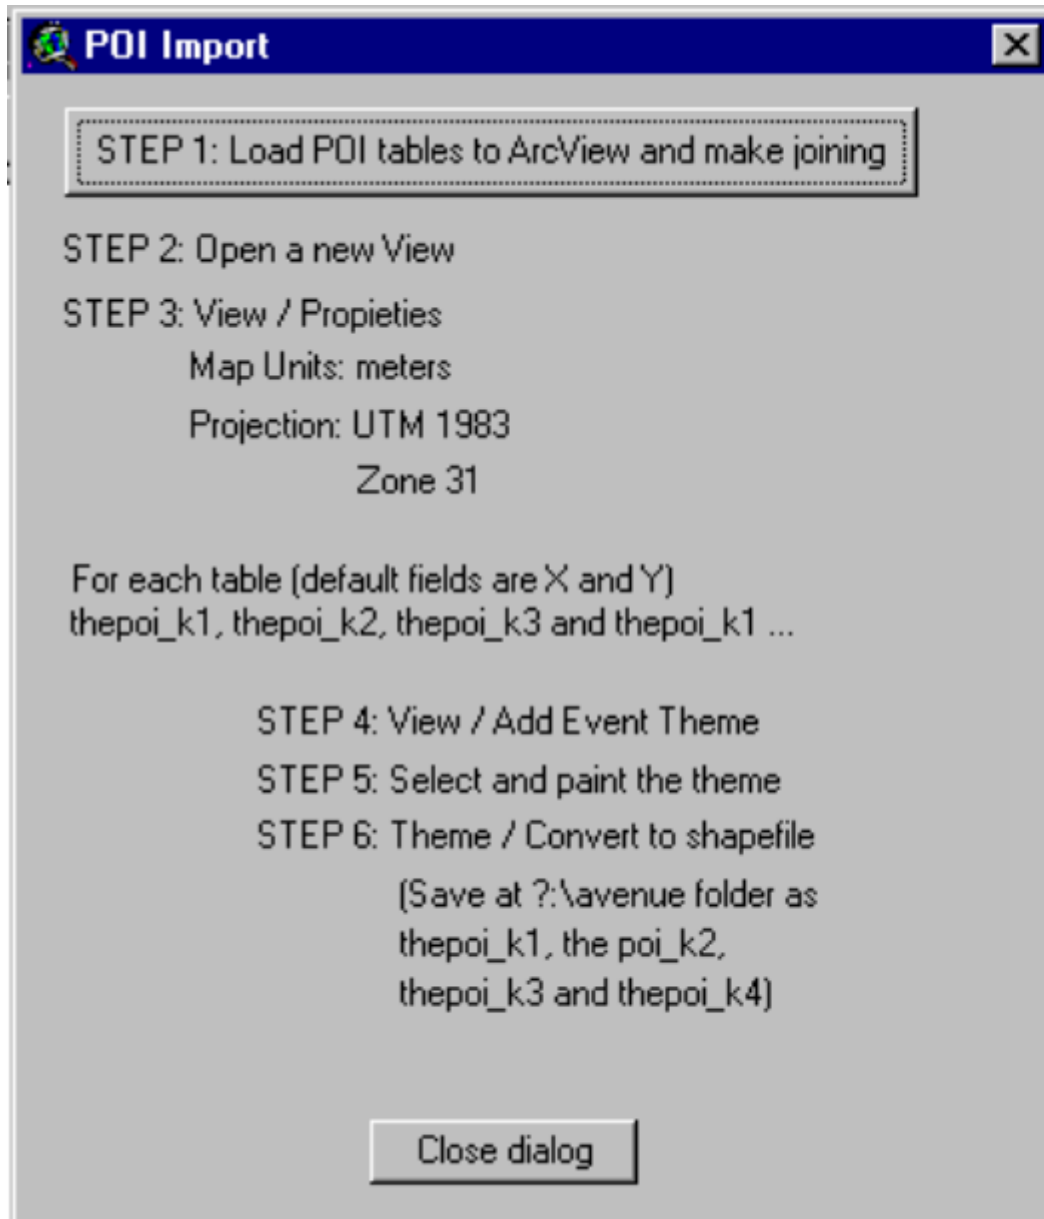 POI Import
STEP 1: Load POI tables to ArcView and make joining
STEP 2: Open a new View
STEP 3: View / Propieties
Map Units: meters
Projection: UTM 1983
Zone 31
For each table (default fields are X and Y)
thepoi_k1, thepoi_k2, thepoi_k3 and thepoi_k1 ...
STEP 4: View / Add Event Theme
STEP 5: Select and paint the theme
STEP 6: Theme / Convert to shapefile
(Save at ?:\avenue folder as
thepoi_k1, the poi_k2,
thepoi_k3 and thepoi_k4)
Close dialog